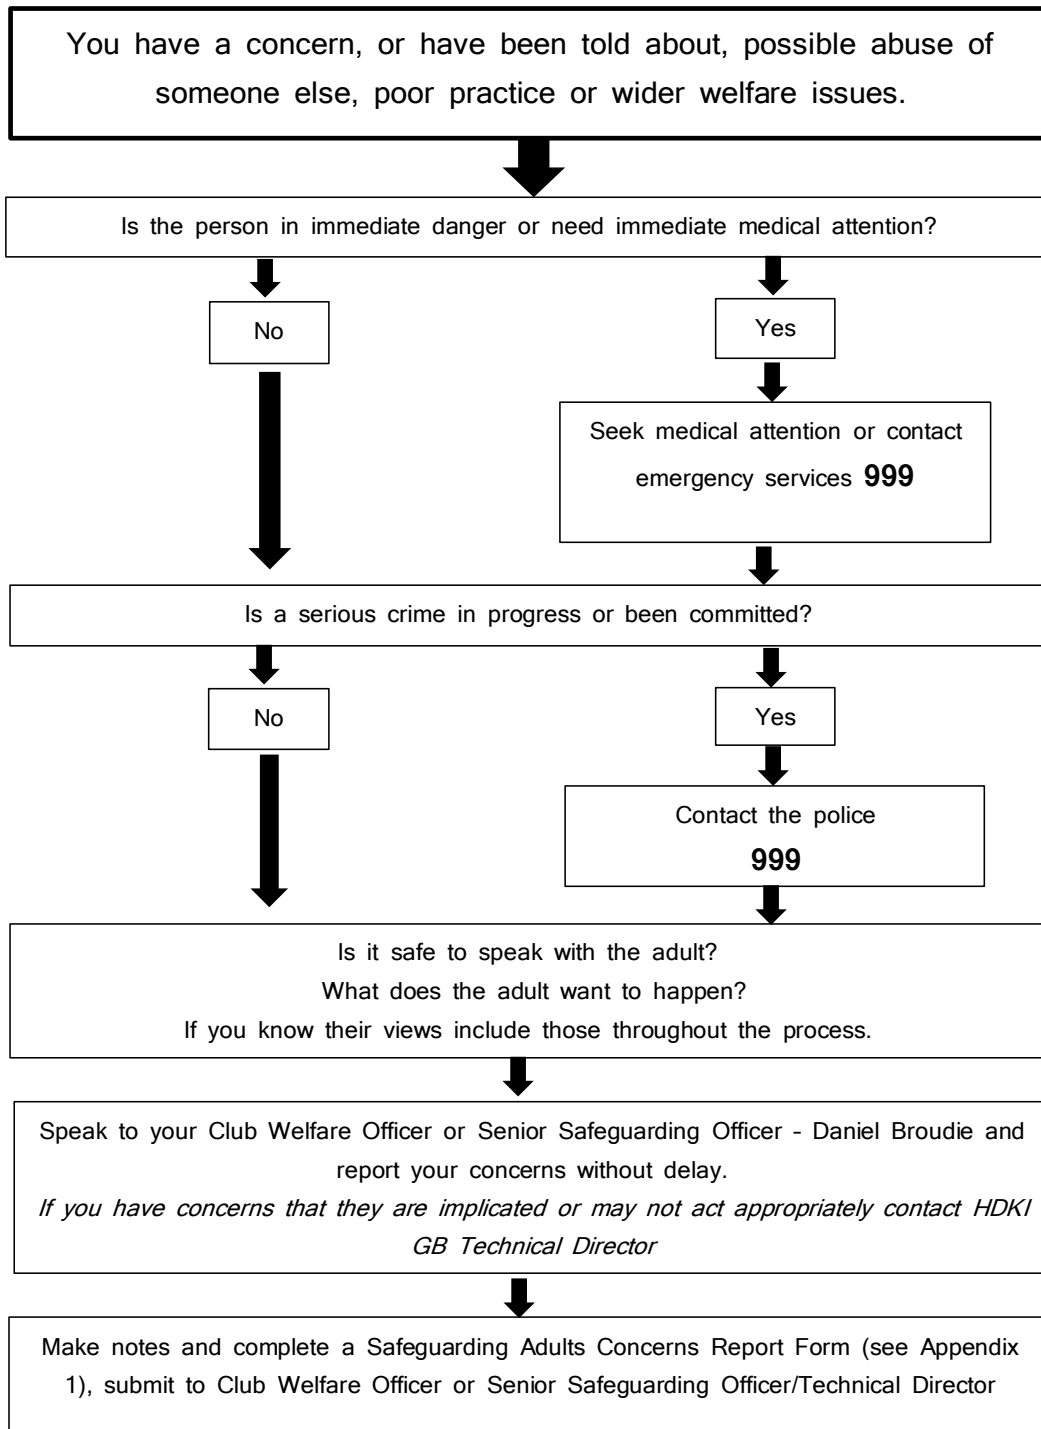 You have a concern, or have been told about, possible abuse of
someone else, poor practice or wider welfare issues.
Is the person in immediate danger or need immediate medical attention?
No
Yes
Seek medical attention or contact
emergency services 999
Is a serious crime in progress or been committed?
No
Yes
Contact the police
999
Is it safe to speak with the adult?
What does the adult want to happen?
If you know their views include those throughout the process.
Speak to your Club Welfare Officer or Senior Safeguarding Officer – Daniel Broudie and
report your concerns without delay.
If you have concerns that they are implicated or may not act appropriately contact HDKI
GB Technical Director
Make notes and complete a Safeguarding Adults Concerns Report Form (see Appendix
1), submit to Club Welfare Officer or Senior Safeguarding Officer/Technical Director